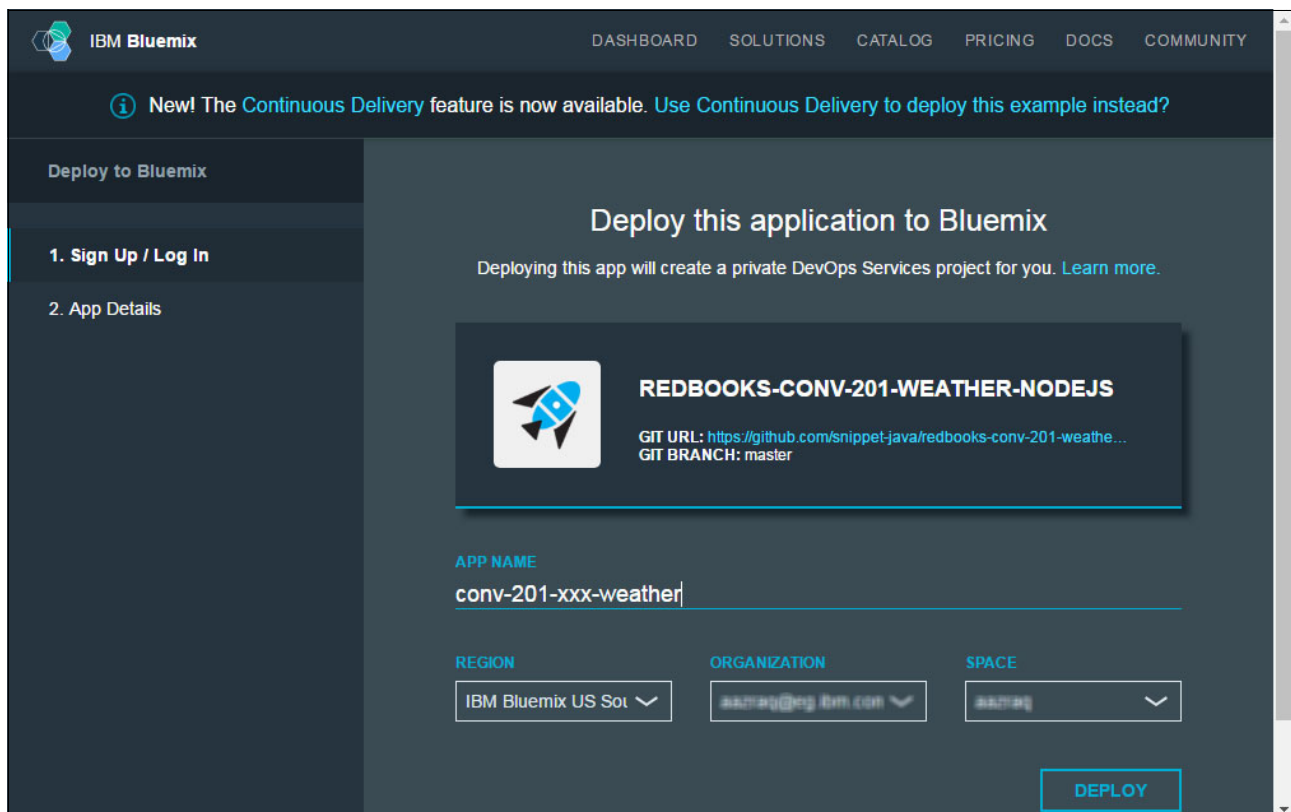 IBM Bluemix
DASHBOARD SOLUTIONS CATALOG PRICING DOCS COMMUNITY
New! The Continuous Delivery feature is now available. Use Continuous Delivery to deploy this example instead?
Deploy to Bluemix
1. Sign Up / Log In
2. App Details
Deploy this application to Bluemix
Deploying this app will create a private DevOps Services project for you. Learn more.
REDBOOKS-CONV-201-WEATHER-NODEJS
GIT URL: https://github.com/snippet-java/redbooks-conv-201-weathe...
GIT BRANCH: master
APP NAME
conv-201-xxx-weather
REGION ORGANIZATION SPACE
IBM Bluemix US Sou
DEPLOY